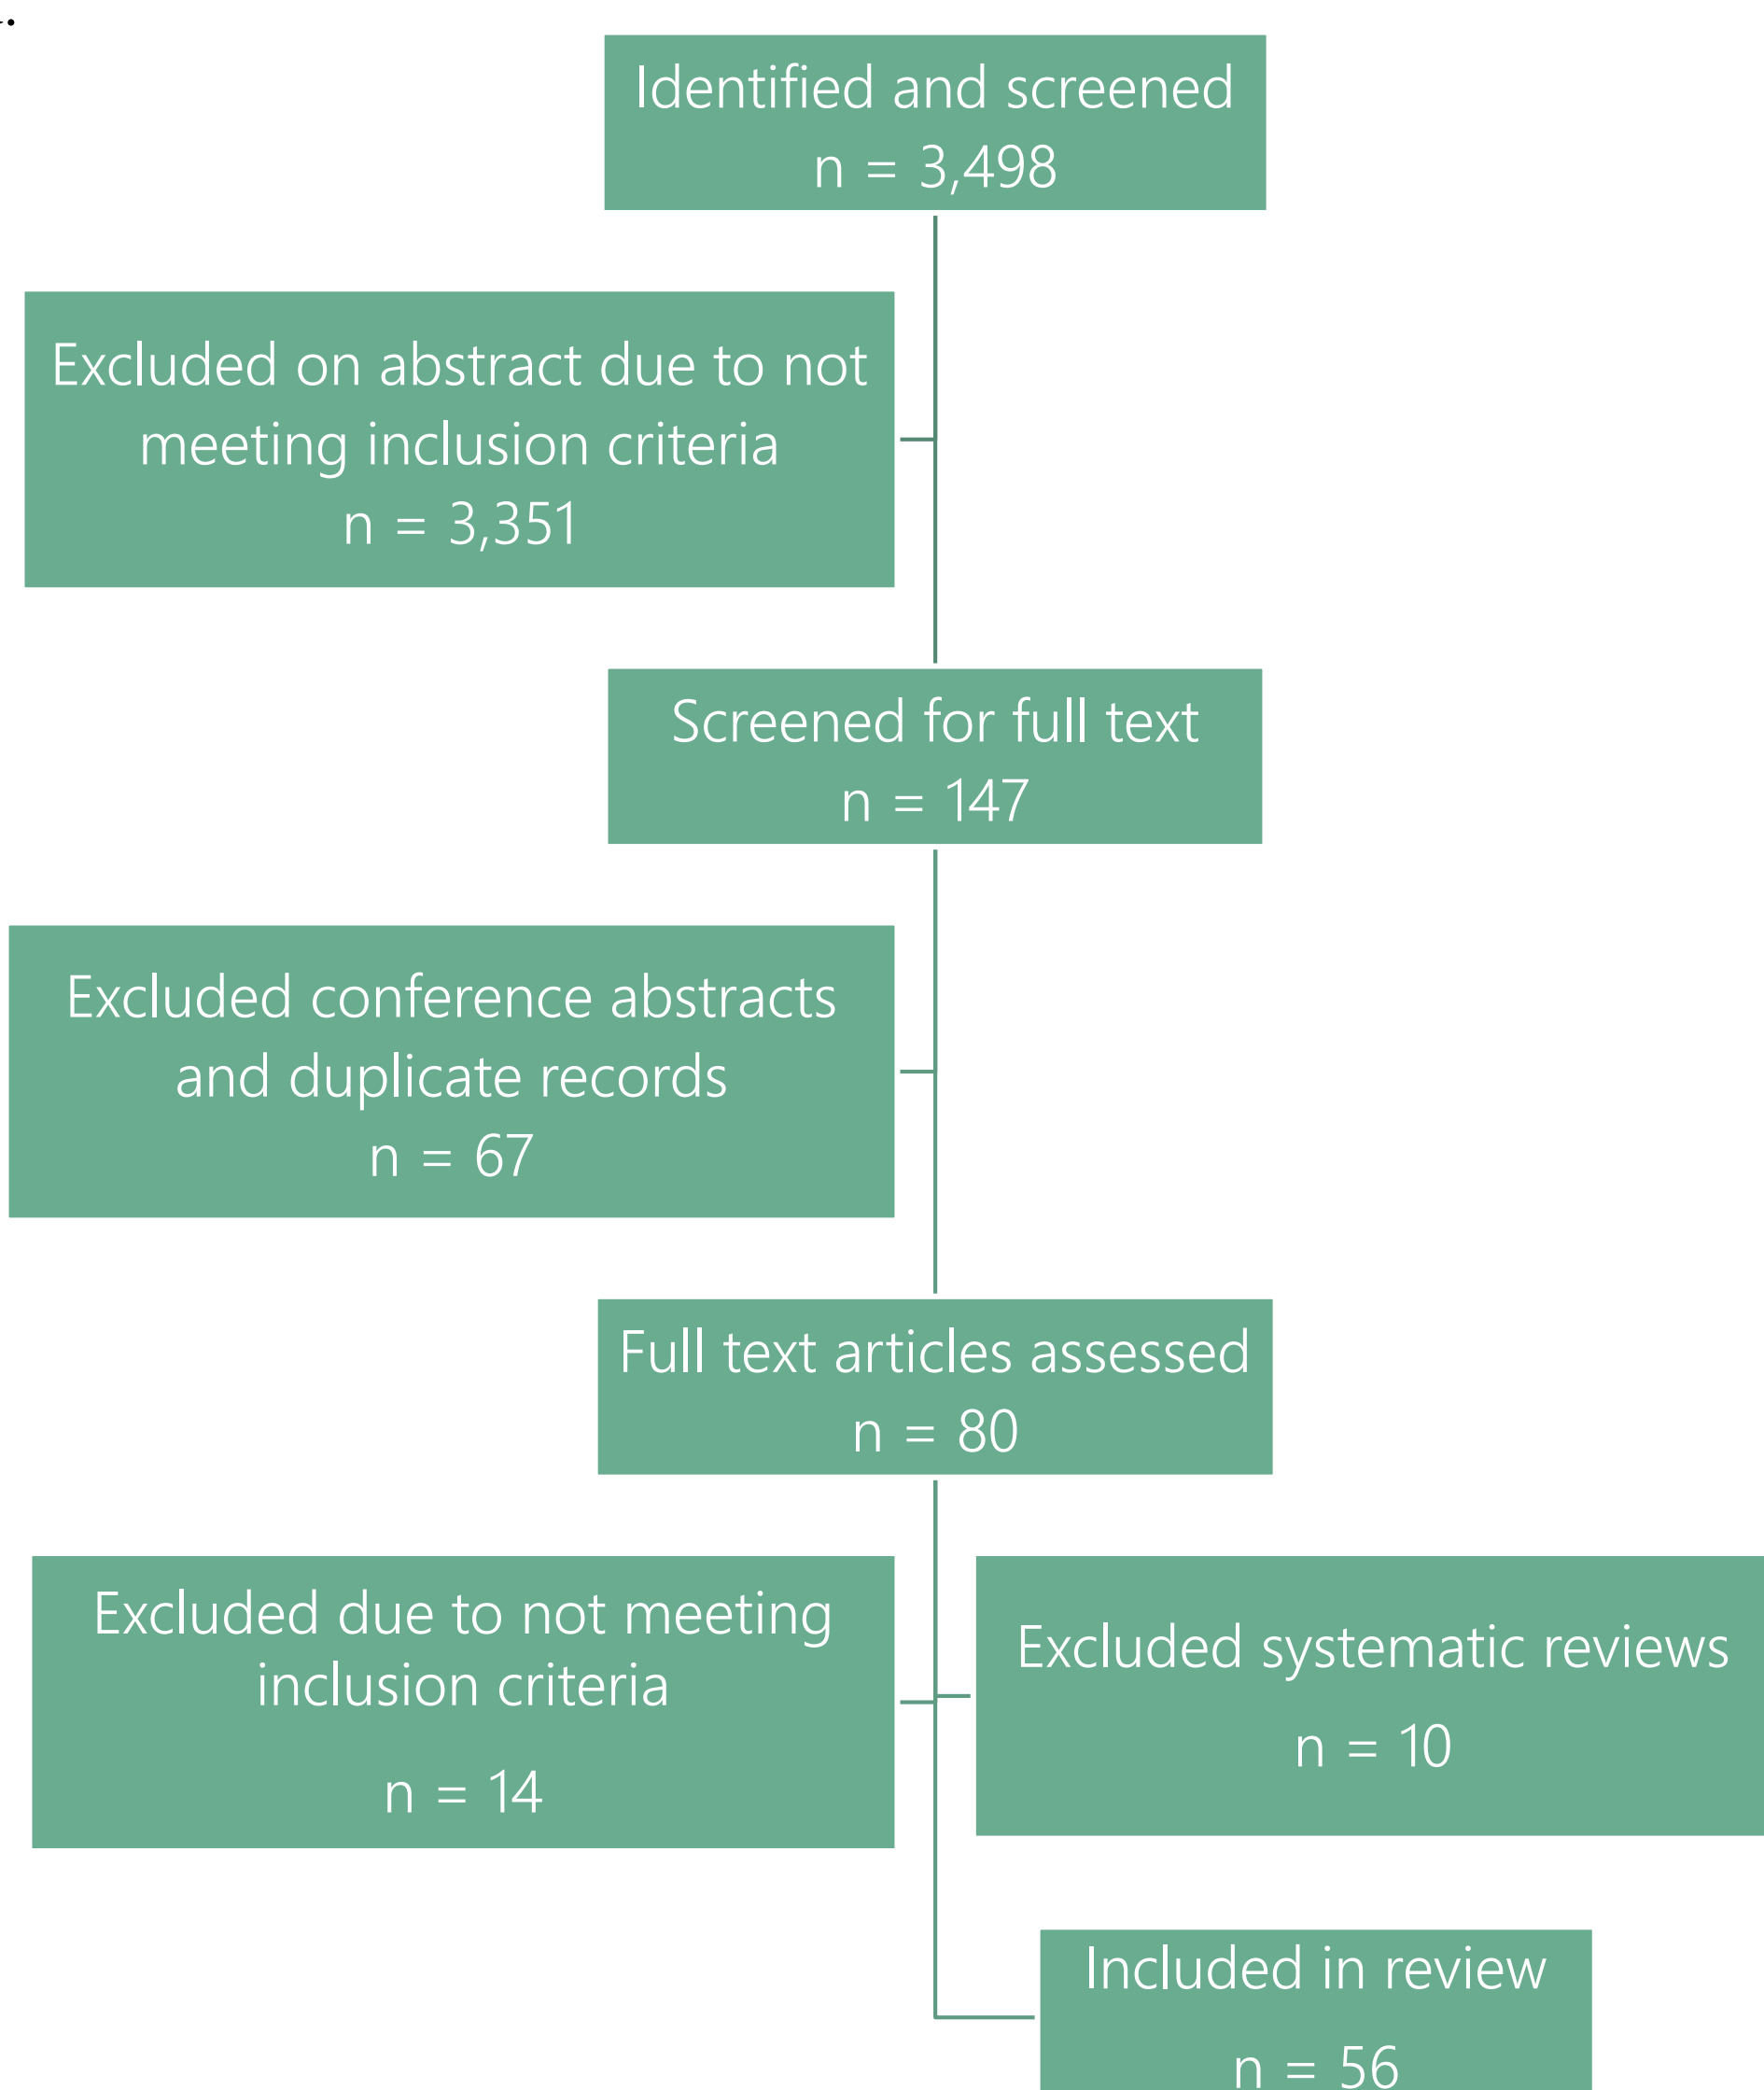 Identified and screened
n = 3,498
Excluded on abstract due to not
meeting inclusion criteria
n = 3,351
Screened for full text
n = 147
Excluded conference abstracts
and duplicate records
n = 67
Full text articles assessed
n = 80
Excluded due to not meeting
inclusion criteria
n = 14
Excluded systematic reviews
n = 10
Included in review
n = 56